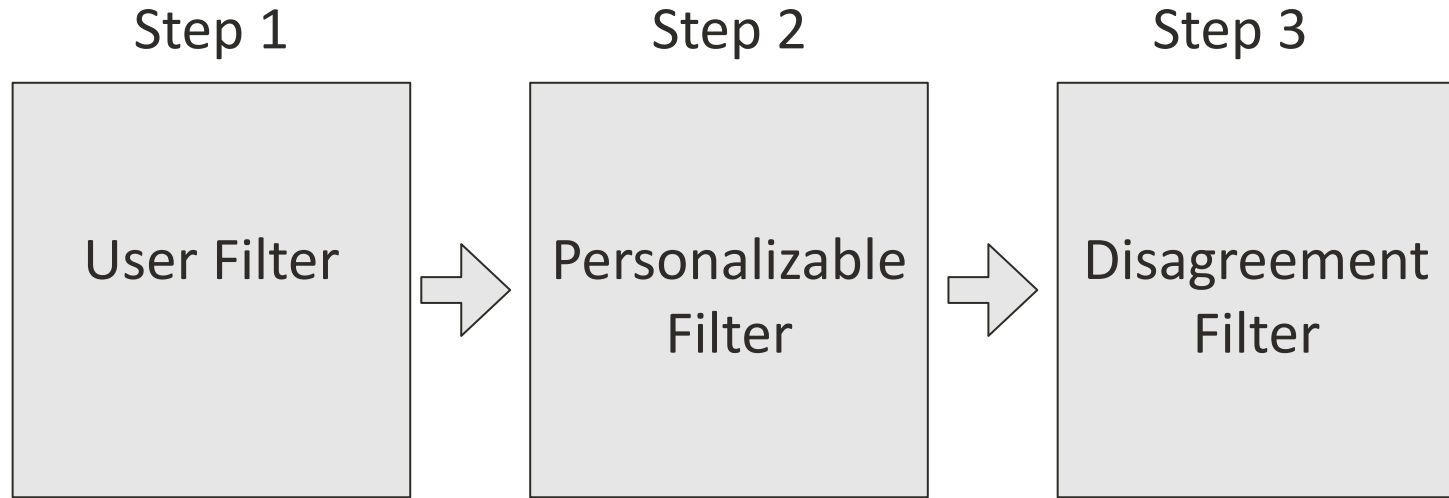 Step 1
Step 2
Step 3
User Filter
Personalizable
Filter
Disagreement
Filter